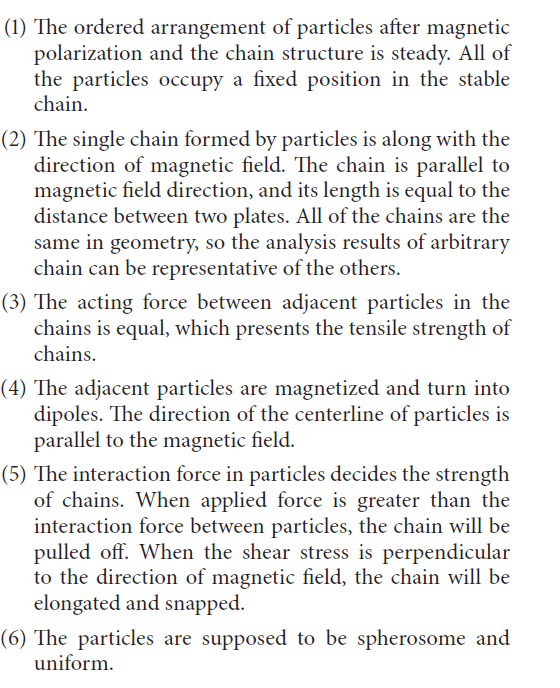 (1) The ordered arrangement of particles after magnetic
polarization and the chain structure is steady. All of
the particles occupy a fixed position in the stable
chain.
(2) The single chain formed by particles is along with the
direction of magnetic field. The chain is parallel to
magnetic field direction, and its length is equal to the
distance between two plates. All of the chains are the
same in geometry, so the analysis results of arbitrary
chain can be representative of the others.
(3) The acting force between adjacent particles in the
chains is equal, which presents the tensile strength of
chains.
(4) The adjacent particles are magnetized and turn into
dipoles. The direction of the centerline of particles is
parallel to the magnetic field.
(5) The interaction force in particles decides the strength
of chains. When applied force is greater than the
interaction force between particles, the chain will be
pulled off. When the shear stress is perpendicular
to the direction of magnetic field, the chain will be
elongated and snapped.
(6) The particles are supposed to be spherosome and
uniform.